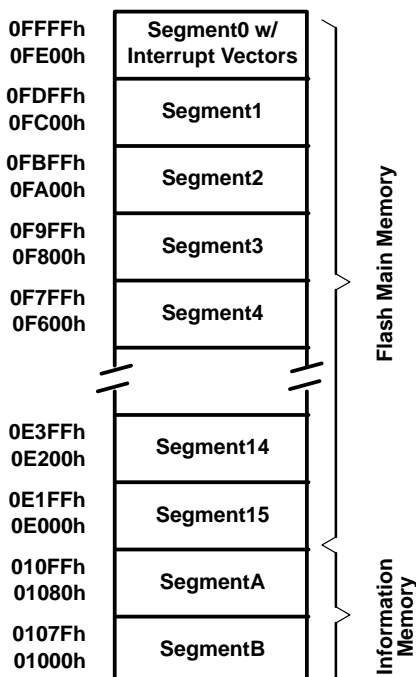 0FFFFh
0FE00h
Segment0 w/
Interrupt Vectors
0FDFFh
0FC00h
Segment1
0FBFFh
0FA00h
Segment2
0F9FFh
0F800h
Segment3
0F7FFh
0F600h
Segment4
0E3FFh
0E200h
Segment14
0E1FFh
0E000h
Segment15
010FFh
01080h
SegmentA
0107Fh
01000h
SegmentB
Flash Main Memory
Information
Memory